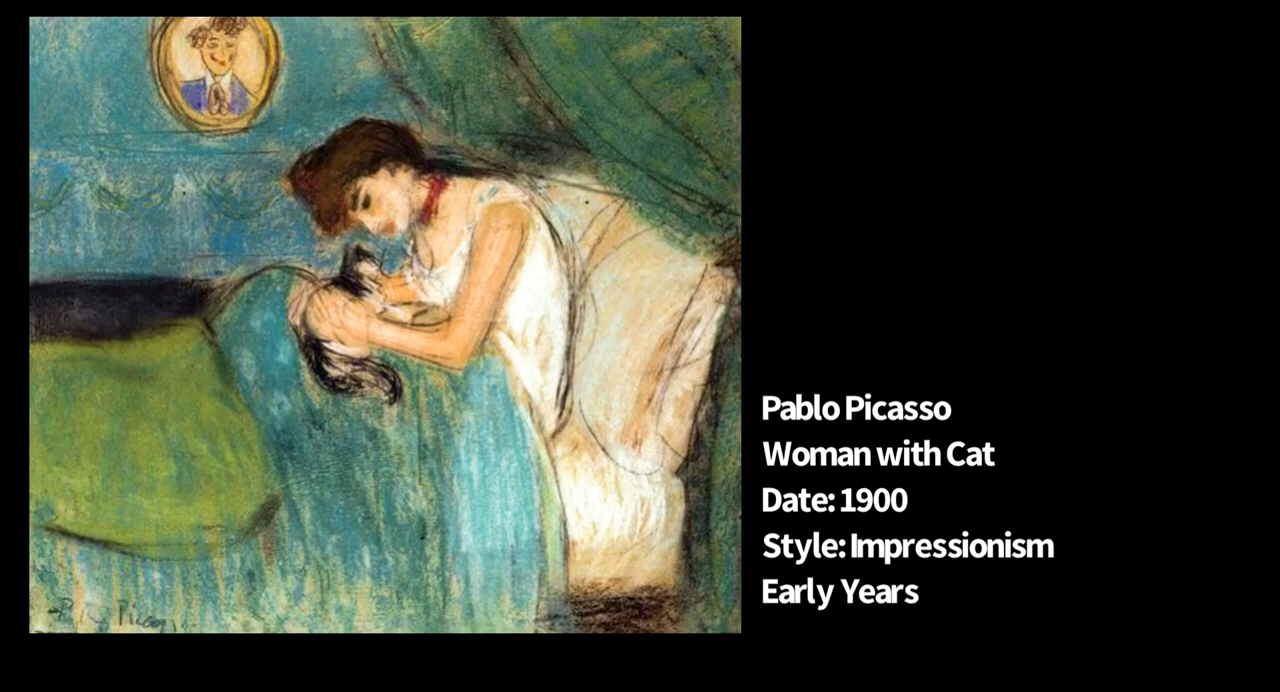 Pablo Picasso
Woman with Cat
Date: 1900
Style: Impressionism
Early Years